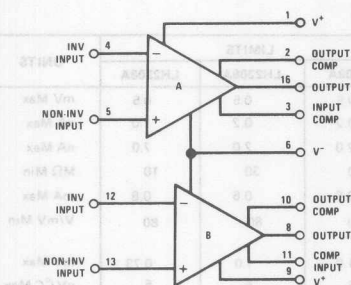 1 V+
INV INPUT 4
2 OUTPUT COMP
A
16 OUTPUT
3 INPUT COMP
NON-INV INPUT 5
6 V-
INV INPUT 12
10 OUTPUT COMP
B
8 OUTPUT
11 COMP INPUT
NON-INV INPUT 13
9 V+